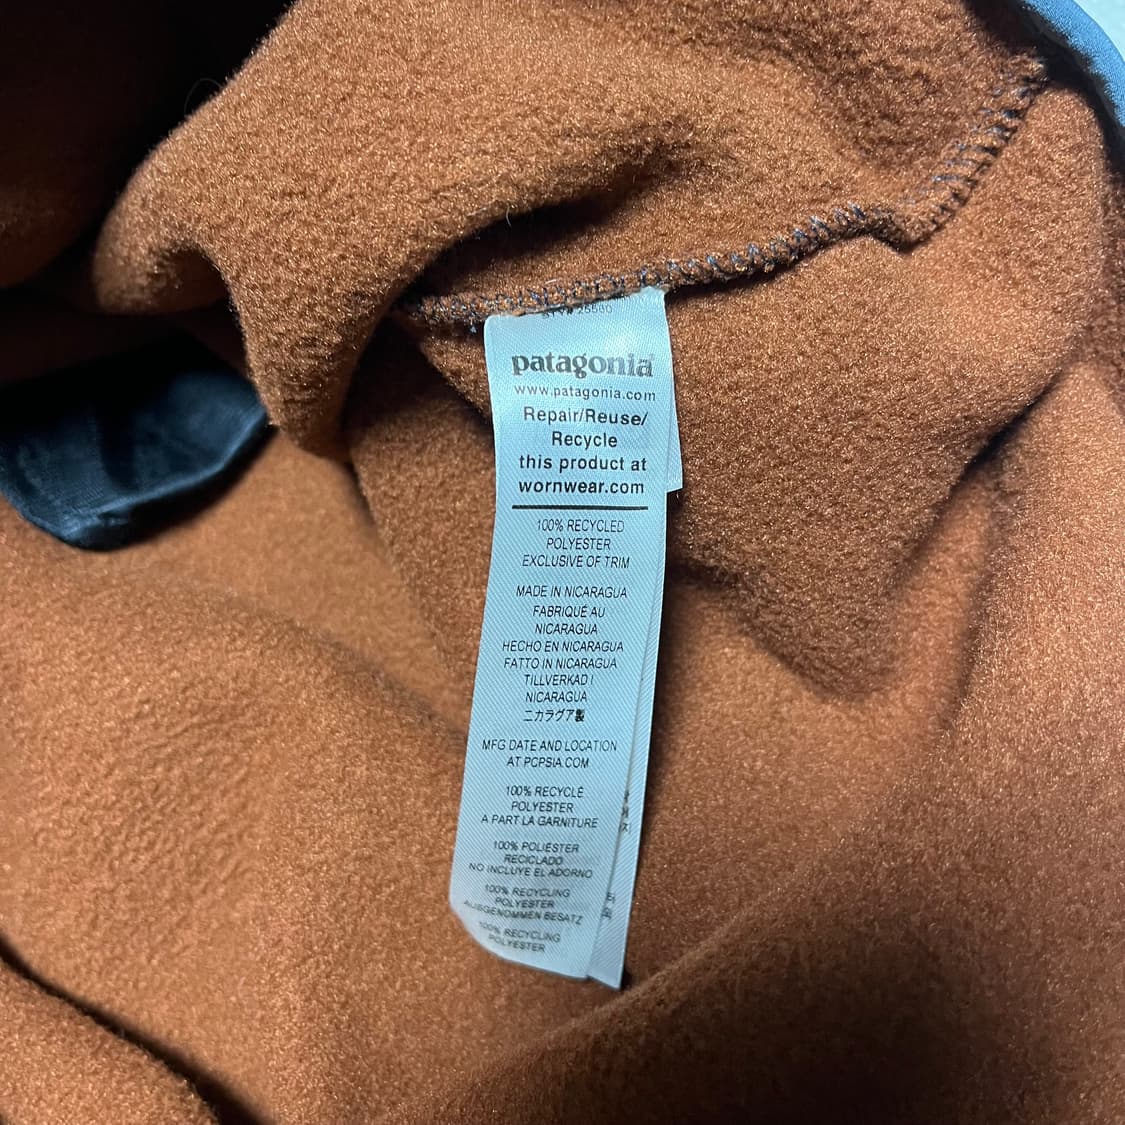 patagonia
www.patagonia.com
Repair/Reuse/
Recycle
this product at
wornwear.com
100% RECYCLED
POLYESTER
EXCLUSIVE OF TRIM
MADE IN NICARAGUA
FABRIQUÉ AU
NICARAGUA
HECHO EN NICARAGUA
FATTO IN NICARAGUA
TILLVERKAD I
NICARAGUA
ニカラグア製
MFG DATE AND LOCATION
AT PCPSIA.COM
100% RECYCLÉ
POLYESTER
A PART LA GARNITURE
100% POLIÉSTER
RECICLADO
NO INCLUYE EL ADORNO
100% RECYCLING
POLYESTER
AUSGENOMMEN BESATZ
100% RECYCLING
POLYESTER